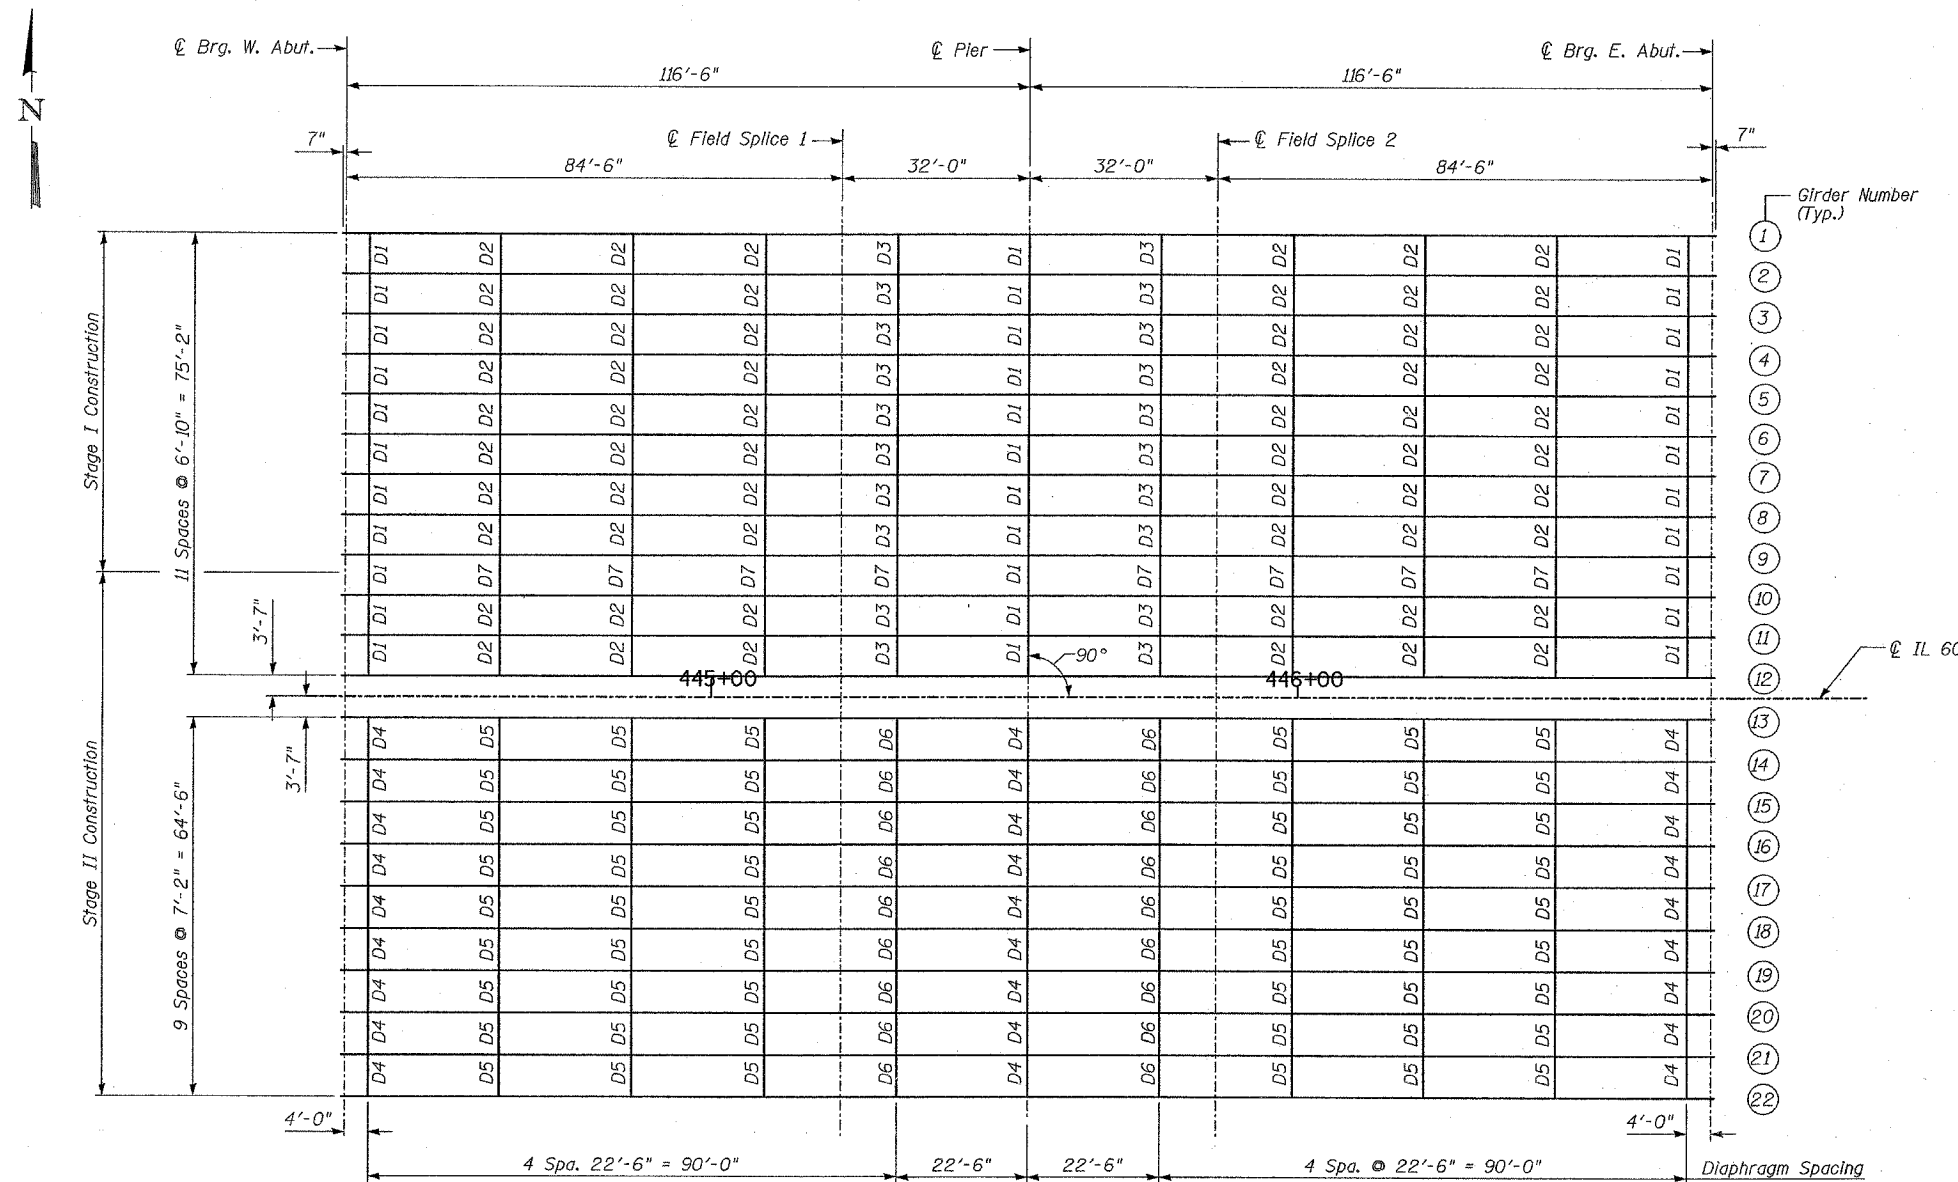 ℄ Brg. W. Abut.
℄ Pier
℄ Brg. E. Abut.
116'-6"
116'-6"
N
7"
℄ Field Splice 1
℄ Field Splice 2
7"
84'-6"
32'-0"
32'-0"
84'-6"
Girder Number
(Typ.)
Stage I Construction
11 Spaces @ 6'-10" = 75'-2"
D1 D2 D2 D2 D3 D1 D3 D2 D2 D2 D1
1
D1 D2 D2 D2 D3 D1 D3 D2 D2 D2 D1
2
D1 D2 D2 D2 D3 D1 D3 D2 D2 D2 D1
3
D1 D2 D2 D2 D3 D1 D3 D2 D2 D2 D1
4
D1 D2 D2 D2 D3 D1 D3 D2 D2 D2 D1
5
D1 D2 D2 D2 D3 D1 D3 D2 D2 D2 D1
6
D1 D2 D2 D2 D3 D1 D3 D2 D2 D2 D1
7
D1 D2 D2 D2 D3 D1 D3 D2 D2 D2 D1
8
D1 D7 D7 D7 D7 D1 D7 D7 D7 D7 D1
9
D1 D2 D2 D2 D3 D1 D3 D2 D2 D2 D1
10
D1 D2 D2 D2 D3 D1 D3 D2 D2 D2 D1
11
3'-7"
90°
℄ IL 60
445+00
446+00
12
13
3'-7"
Stage II Construction
9 Spaces @ 7'-2" = 64'-6"
D4 D5 D5 D5 D6 D4 D6 D5 D5 D5 D4
14
D4 D5 D5 D5 D6 D4 D6 D5 D5 D5 D4
15
D4 D5 D5 D5 D6 D4 D6 D5 D5 D5 D4
16
D4 D5 D5 D5 D6 D4 D6 D5 D5 D5 D4
17
D4 D5 D5 D5 D6 D4 D6 D5 D5 D5 D4
18
D4 D5 D5 D5 D6 D4 D6 D5 D5 D5 D4
19
D4 D5 D5 D5 D6 D4 D6 D5 D5 D5 D4
20
D4 D5 D5 D5 D6 D4 D6 D5 D5 D5 D4
21
D4 D5 D5 D5 D6 D4 D6 D5 D5 D5 D4
22
4'-0"
4'-0"
4 Spa. 22'-6" = 90'-0"
22'-6"
22'-6"
4 Spa. @ 22'-6" = 90'-0"
Diaphragm Spacing